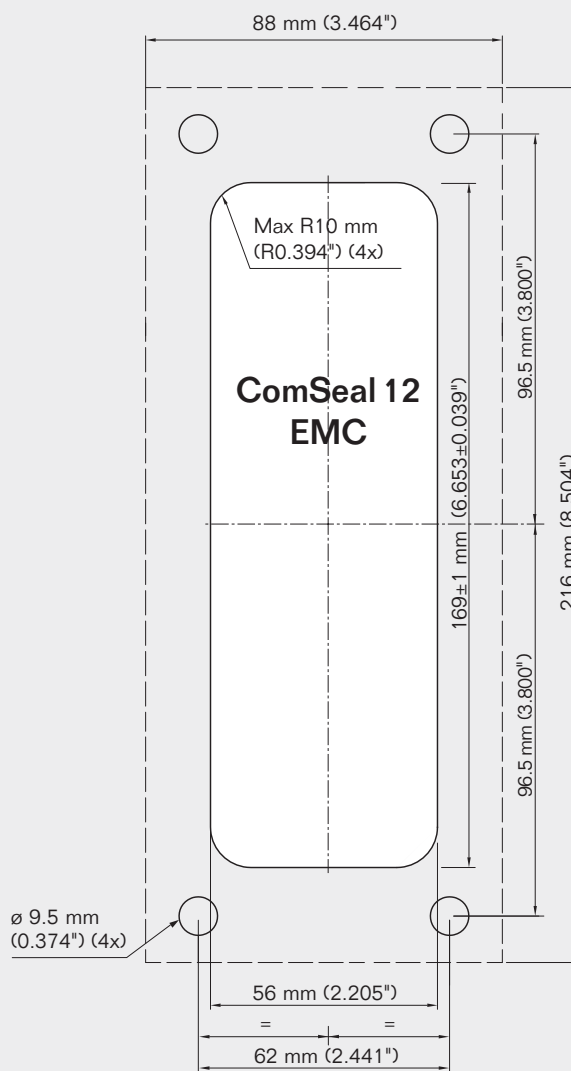 88 mm (3.464")
Max R10 mm
(R0.394") (4x)
96.5 mm (3.800")
ComSeal 12
EMC
169±1 mm (6.653±0.039")
216 mm (8.504")
96.5 mm (3.800")
ø 9.5 mm
(0.374") (4x)
56 mm (2.205")
= =
62 mm (2.441")